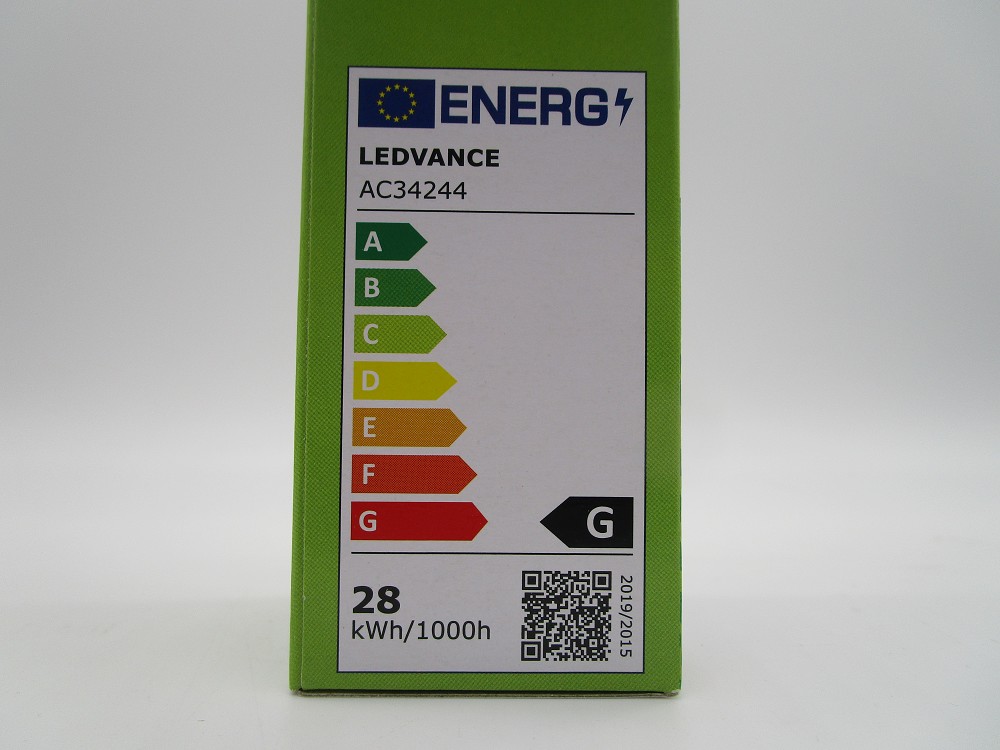 ENERG
LEDVANCE
AC34244
A
B
C
D
E
F
G
G
28
kWh/1000h
2019/2015